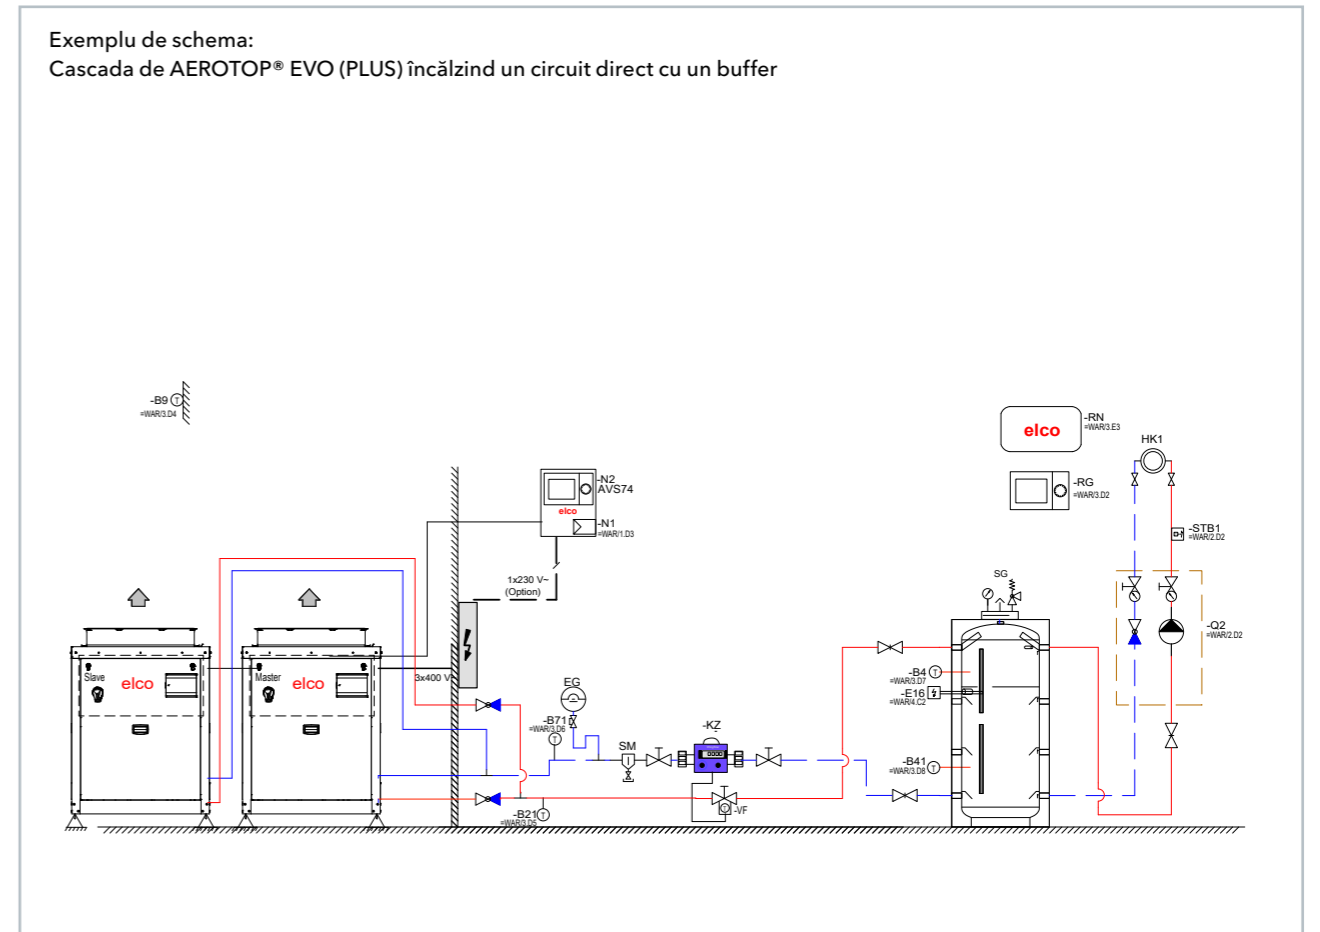 Exemplu de schema:
Cascada de AEROTOP® EVO (PLUS) încălzind un circuit direct cu un buffer
-B9 T
=WAR/3.D4
elco
-RN
=WAR/3.E3
HK1
-N2
AVS74
elco
-N1
=WAR/1.D3
-RG
=WAR/3.D2
-STB1
=WAR/2.D2
1x230 V~
(Option)
SG
-Q2
=WAR/2.D2
Slave
elco
Master
elco
3x400 V
EG
-B4 T
=WAR/3.D7
-E16
=WAR/4.C2
-B71
=WAR/3.D6
T
SM
-KZ
-B41 T
=WAR/3.D8
-B21 T
=WAR/3.D5
T -VF